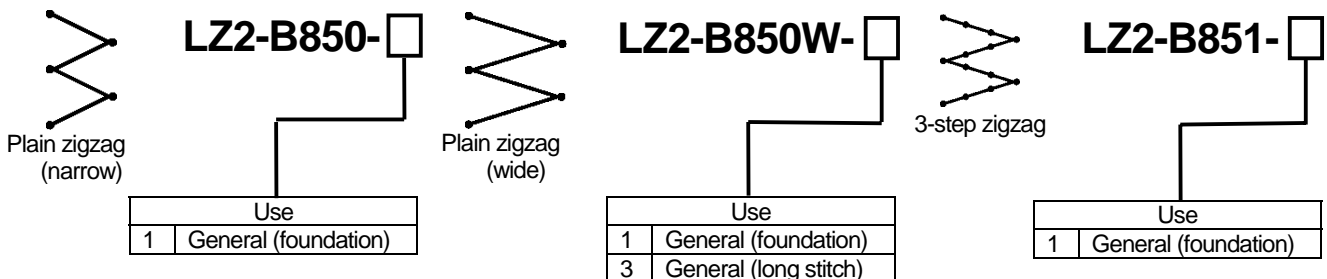 LZ2-B850-
Plain zigzag
(narrow)
Use
1 General (foundation)
LZ2-B850W-
Plain zigzag
(wide)
Use
1 General (foundation)
3 General (long stitch)
LZ2-B851-
3-step zigzag
Use
1 General (foundation)